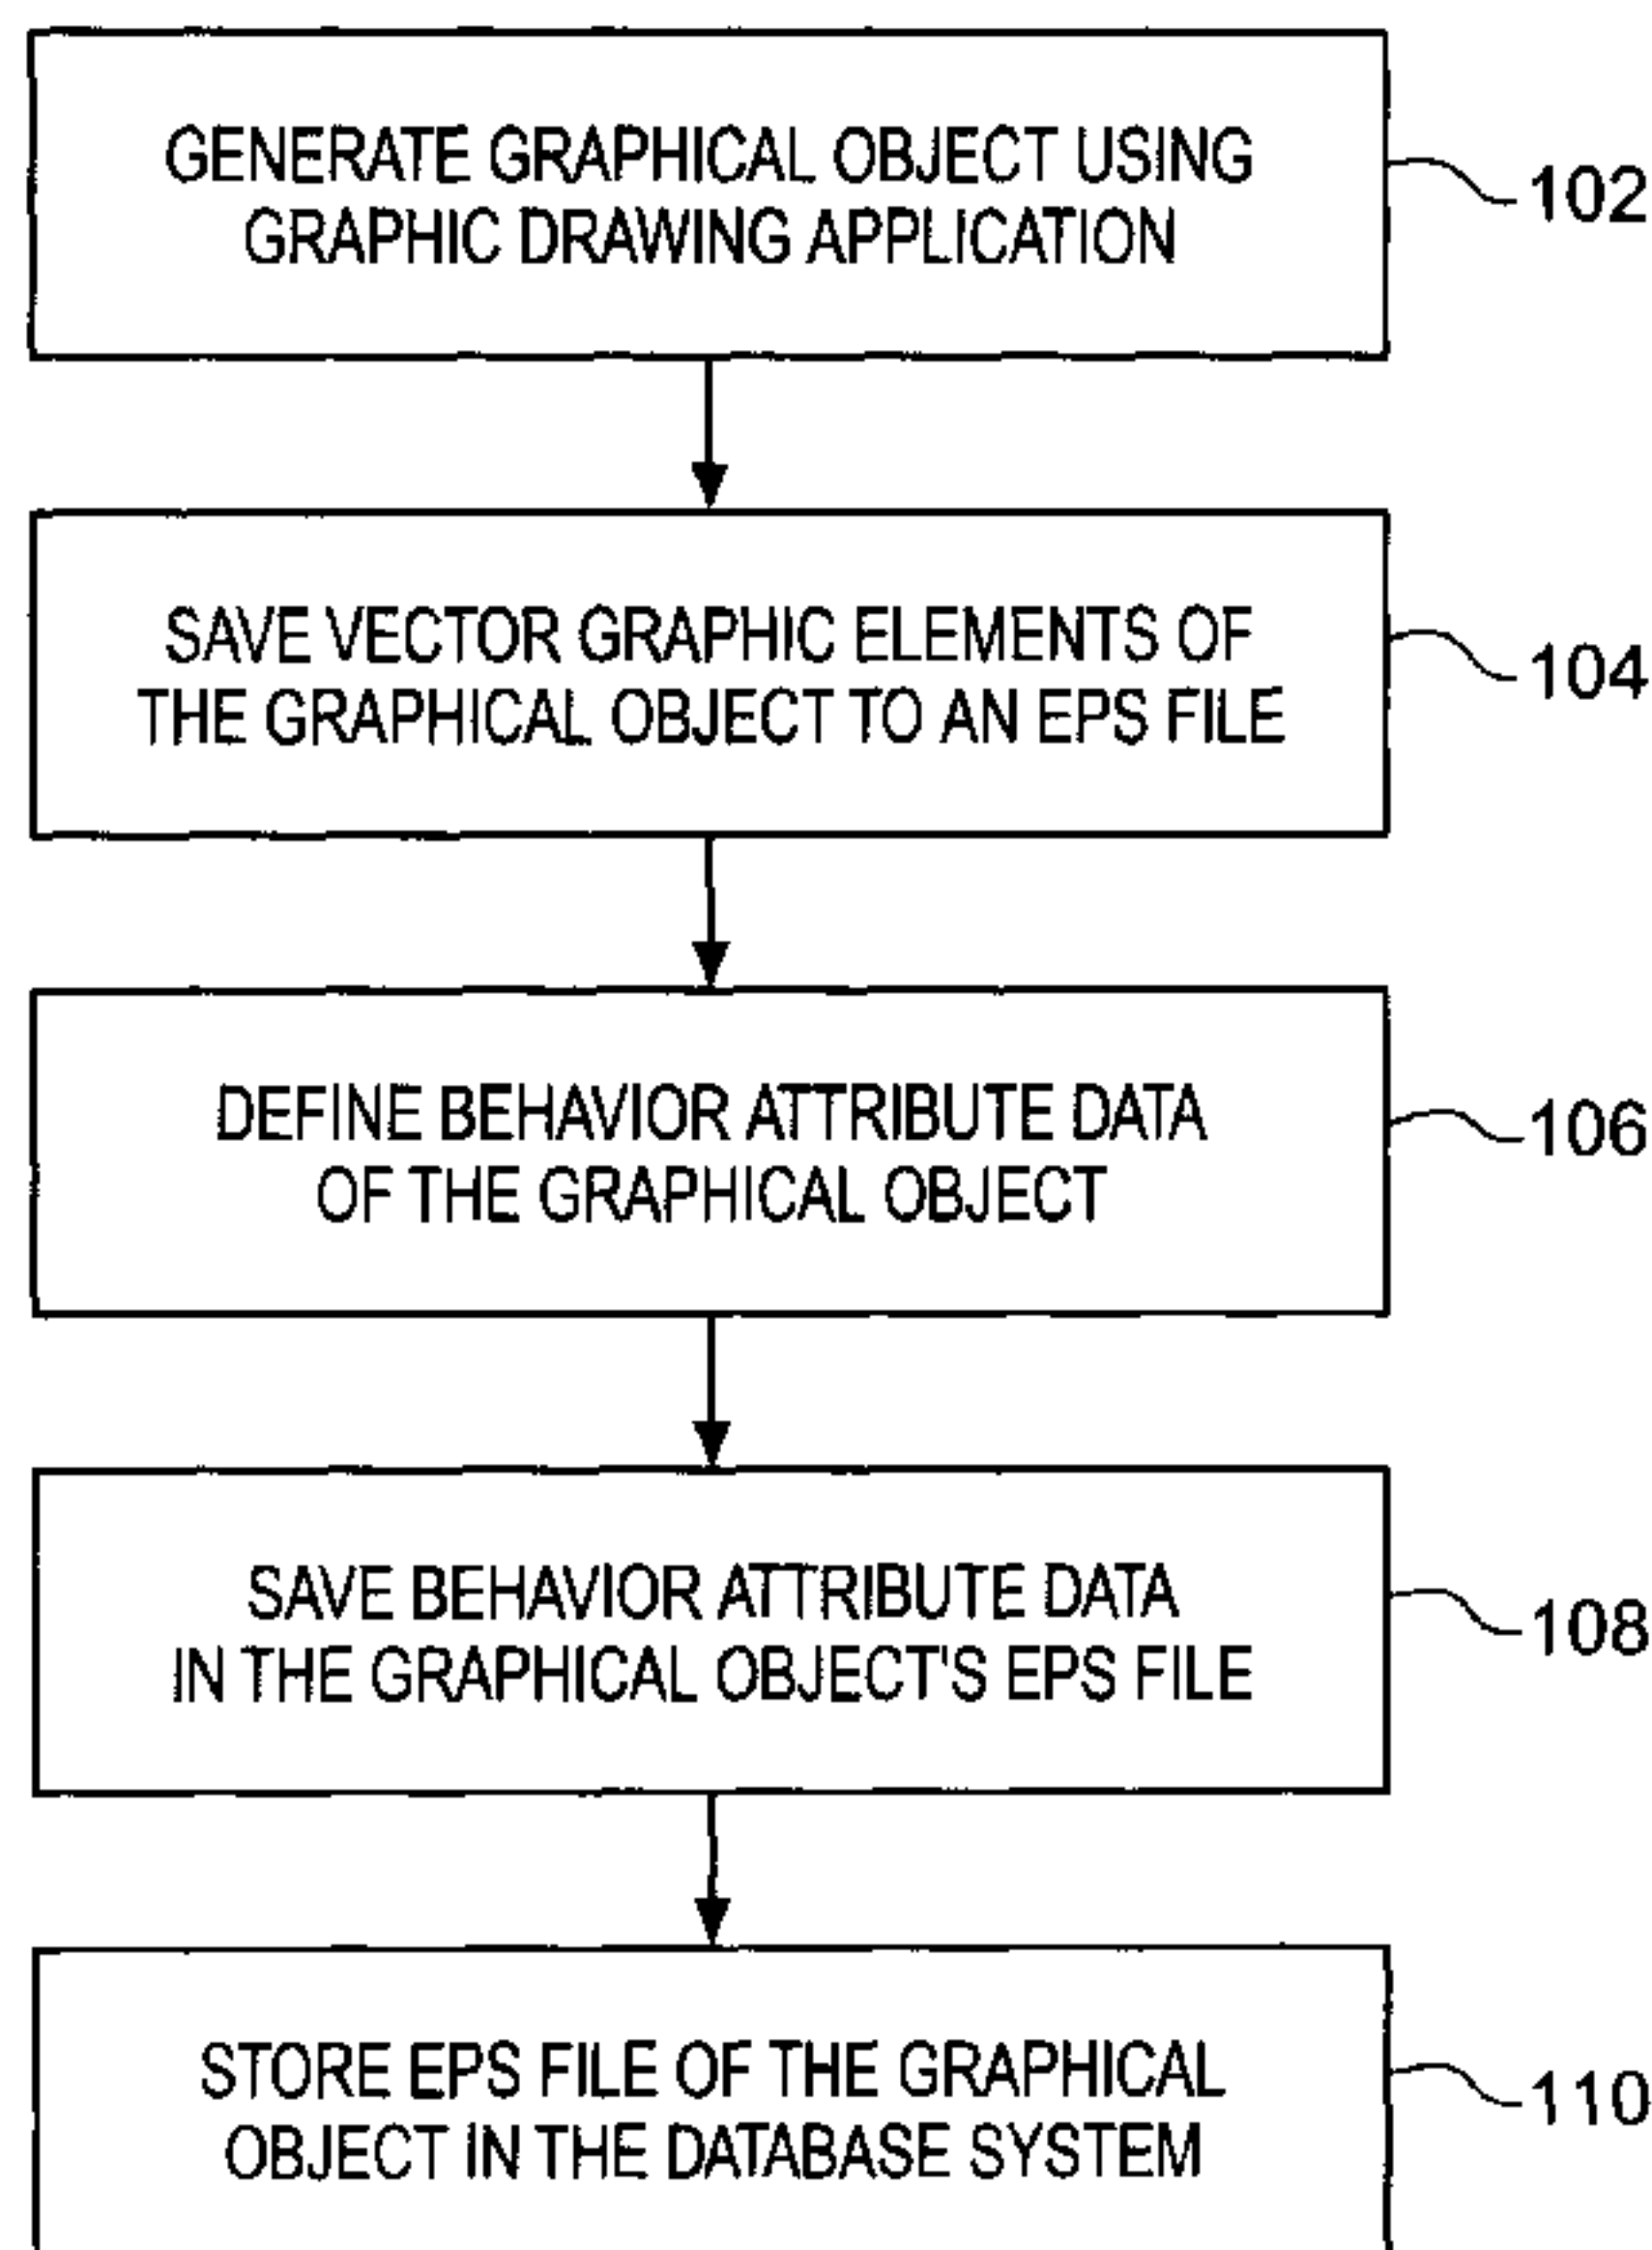 GENERATE GRAPHICAL OBJECT USING
GRAPHIC DRAWING APPLICATION
102
SAVE VECTOR GRAPHIC ELEMENTS OF
THE GRAPHICAL OBJECT TO AN EPS FILE
104
DEFINE BEHAVIOR ATTRIBUTE DATA
OF THE GRAPHICAL OBJECT
106
SAVE BEHAVIOR ATTRIBUTE DATA
IN THE GRAPHICAL OBJECT'S EPS FILE
108
STORE EPS FILE OF THE GRAPHICAL
OBJECT IN THE DATABASE SYSTEM
110